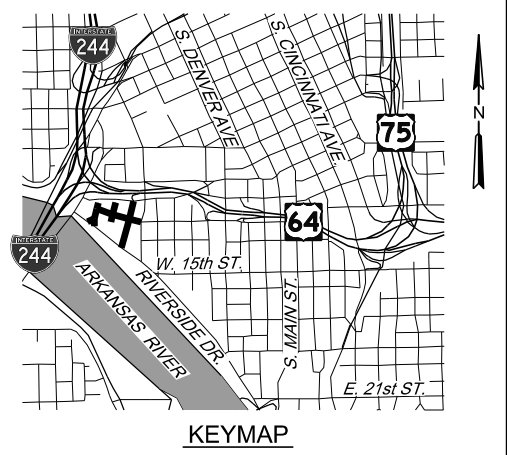 INTERSTATE
244
S. DENVER AVE
S. CINCINNATI AVE.
75
N
64
INTERSTATE
244
W. 15th ST.
ARKANSAS RIVER
RIVERSIDE DR.
S. MAIN ST.
E. 21st ST.
KEYMAP